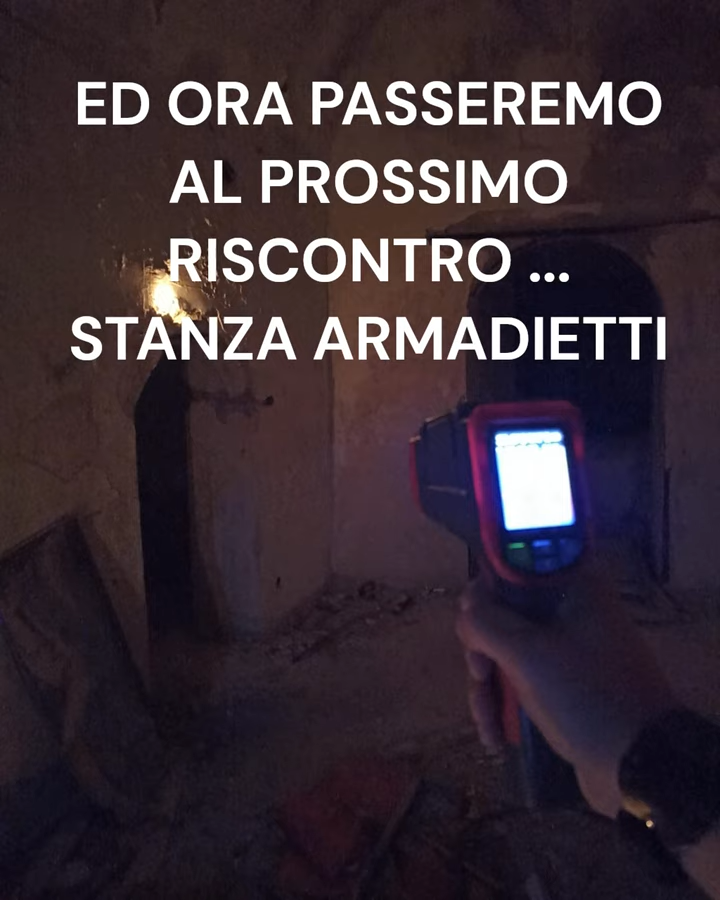 ED ORA PASSEREMO
AL PROSSIMO
RISCONTRO ...
STANZA ARMADIETTI